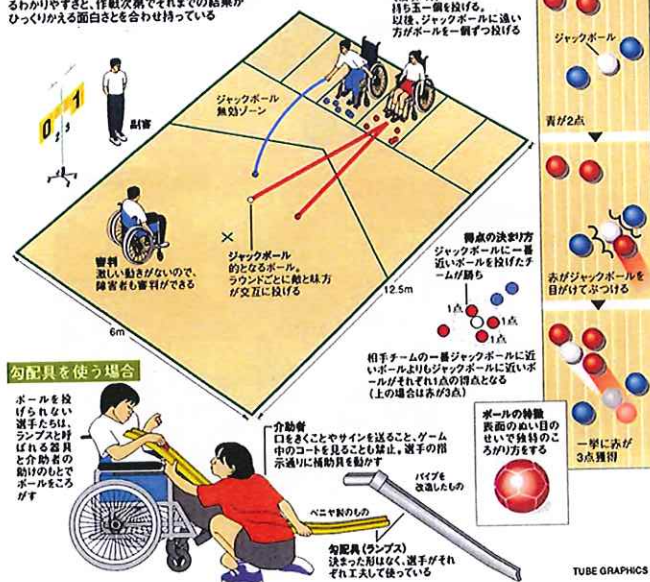 るわかりやすさと、作戦次第でそれまでの結果が
ひっくりかえる面白さとを合わせ持っている
持ち玉一個を投げる。
以後、ジャックボールに遠い
方がボールを一個ずつ投げる
ジャックボール
青が2点
ジャックボール
無効ゾーン
0 1
副審
審判
激しい動きがないので、
障害者も審判ができる
ジャックボール
的となるボール。
ラウンドごとに敵と味方
が交互に投げる
6m
12.5m
得点の決まり方
ジャックボールに一番
近いボールを投げたチ
ームが勝ち
1点
1点
1点
相手チームの一番ジャックボールに近
いボールよりもジャックボールに近いボ
ールがそれぞれ1点の得点となる
(上の場合は赤が3点)
赤がジャックボールを
目がけてぶつける
一挙に赤が
3点獲得
勾配具を使う場合
ボールを投
げられない
選手たちは、
ランプスと呼
ばれる器具
と介助者の
助けのもとで
ボールをころ
がす
介助者
口をきくことやサインを送ること、ゲーム
中のコートを見ることも禁止。選手の指
示通りに補助具を動かす
パイプを
改造したもの
ベニヤ製のもの
勾配具(ランプス)
決まった形はなく、選手がそれ
ぞれ工夫して使っている
ボールの特徴
表面のぬい目の
せいで独特のこ
ろがり方をする
TUBE GRAPHICS